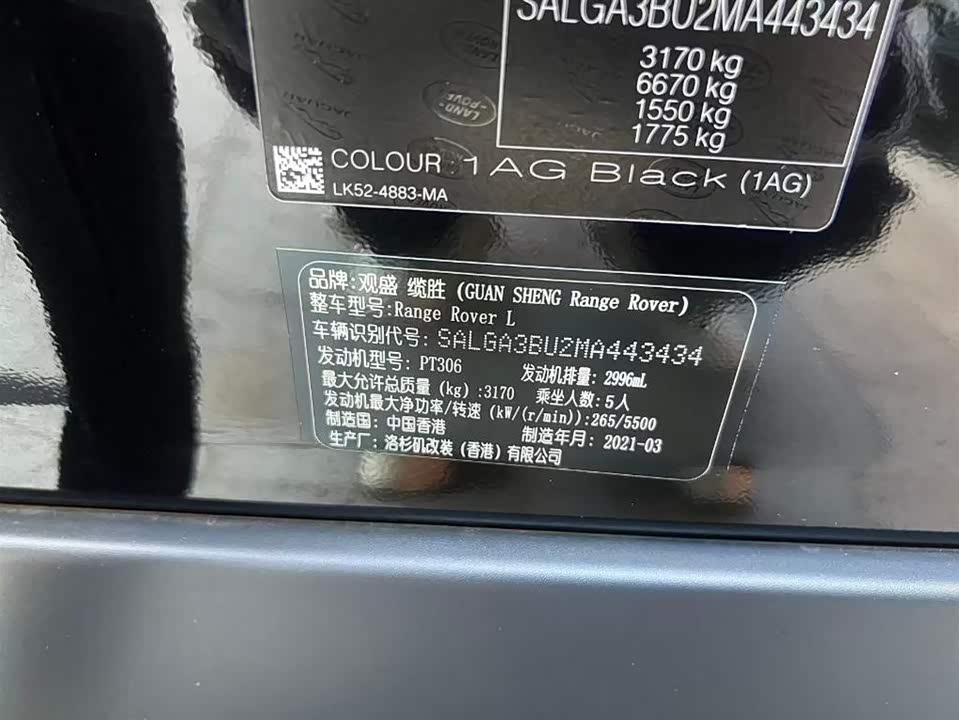 SALGA3BU2MA443434
3170 kg
6670 kg
1550 kg
1775 kg
LAND-
ROVER
JAGUAR
COLOUR 1AG Black (1AG)
LK52-4883-MA
品牌:观盛 缆胜 (GUAN SHENG Range Rover)
整车型号:Range Rover L
车辆识别代号: SALGA3BU2MA443434
发动机型号: PT306 发动机排量: 2996mL
最大允许总质量 (kg) :3170 乘坐人数: 5人
发动机最大净功率/转速 (kW/(r/min)):265/5500
制造国: 中国香港 制造年月: 2021-03
生产厂: 洛杉矶改装 (香港) 有限公司